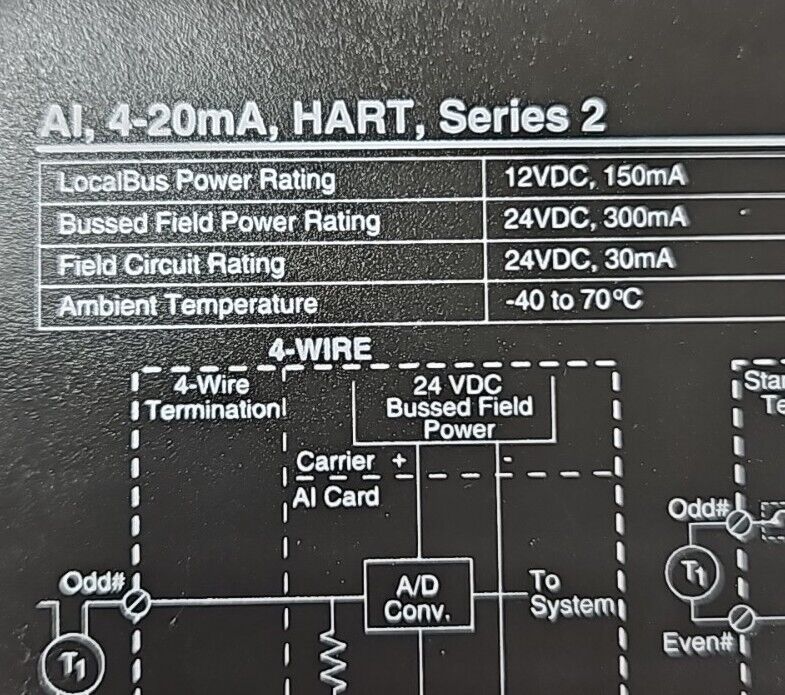 AI, 4-20mA, HART, Series 2
LocalBus Power Rating 12VDC, 150mA
Bussed Field Power Rating 24VDC, 300mA
Field Circuit Rating 24VDC, 30mA
Ambient Temperature -40 to 70°C
4-WIRE
4-Wire
Termination
24 VDC
Bussed Field
Power
Carrier + -
AI Card
Odd#
A/D
Conv.
To
System
T1
Sta
Te
Odd#
T1
Even#